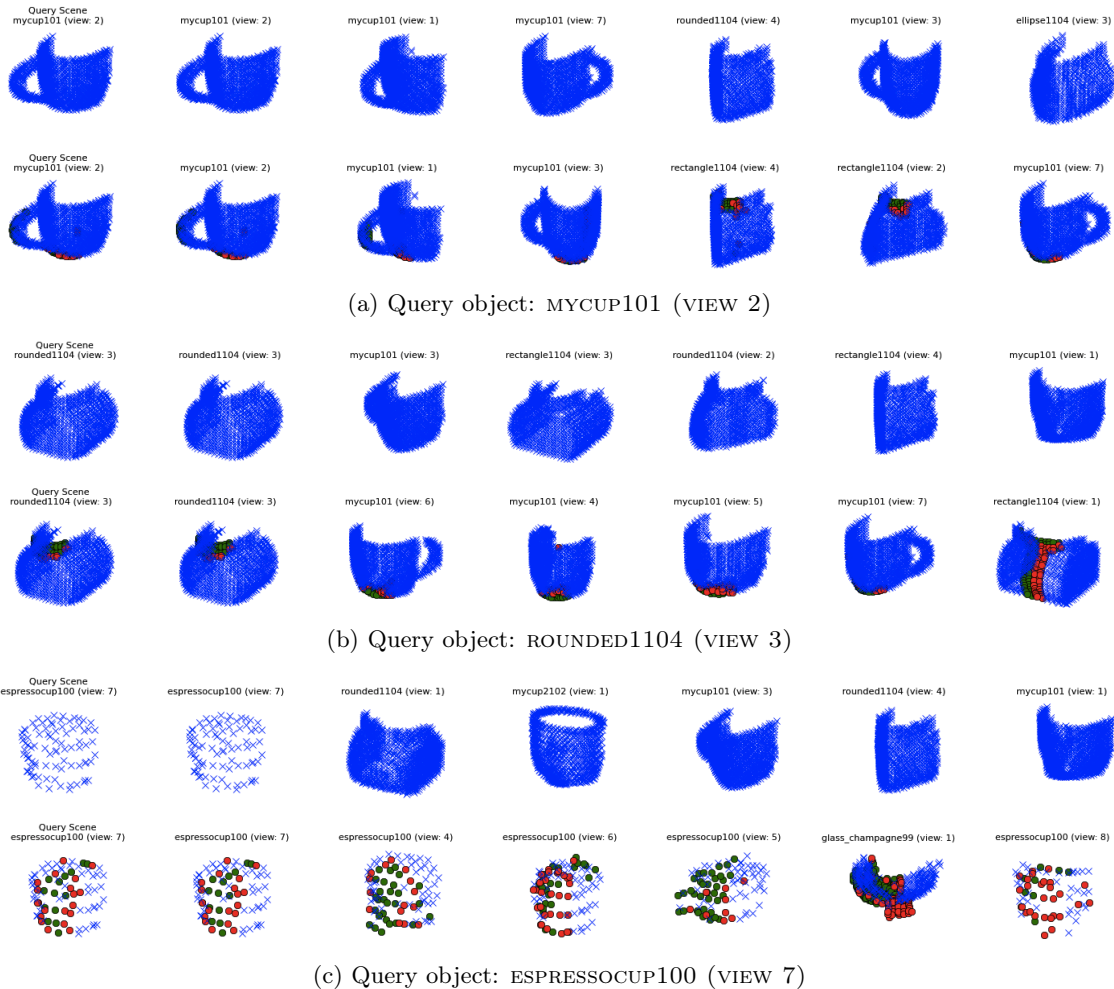 Query Scene
mycup101 (view: 2) mycup101 (view: 2) mycup101 (view: 1) mycup101 (view: 7) rounded1104 (view: 4) mycup101 (view: 3) ellipse1104 (view: 3)
Query Scene
mycup101 (view: 2) mycup101 (view: 2) mycup101 (view: 1) mycup101 (view: 3) rectangle1104 (view: 4) rectangle1104 (view: 2) mycup101 (view: 7)
(a) Query object: MYCUP101 (VIEW 2)
Query Scene
rounded1104 (view: 3) rounded1104 (view: 3) mycup101 (view: 3) rectangle1104 (view: 3) rounded1104 (view: 2) rectangle1104 (view: 4) mycup101 (view: 1)
Query Scene
rounded1104 (view: 3) rounded1104 (view: 3) mycup101 (view: 6) mycup101 (view: 4) mycup101 (view: 5) mycup101 (view: 7) rectangle1104 (view: 1)
(b) Query object: ROUNDED1104 (VIEW 3)
Query Scene
espressocup100 (view: 7) espressocup100 (view: 7) rounded1104 (view: 1) mycup2102 (view: 1) mycup101 (view: 3) rounded1104 (view: 4) mycup101 (view: 1)
Query Scene
espressocup100 (view: 7) espressocup100 (view: 7) espressocup100 (view: 4) espressocup100 (view: 6) espressocup100 (view: 5) glass_champagne99 (view: 1) espressocup100 (view: 8)
(c) Query object: ESPRESSOCUP100 (VIEW 7)